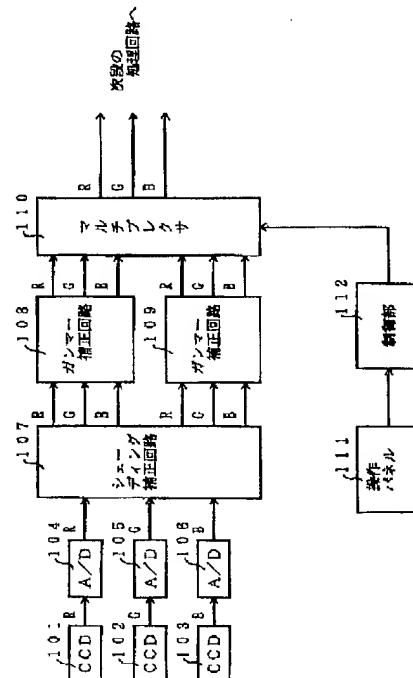 101
CCD
R
104
A/D
R
102
CCD
G
105
A/D
G
103
CCD
B
106
A/D
B
107
シェー
ディング
補正回路
B
G
B
R
G
B
108
ガンマー
補正回路
R
G
B
109
ガンマー
補正回路
R
G
B
110
マルチプレクサ
R
G
B
次段の
処理回路へ
111
操作
パネル
112
制御部